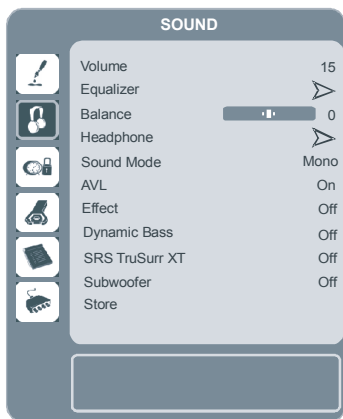 SOUND
Volume 15
Equalizer
Balance 0
Headphone
Sound Mode Mono
AVL On
Effect Off
Dynamic Bass Off
SRS TruSurr XT Off
Subwoofer Off
Store